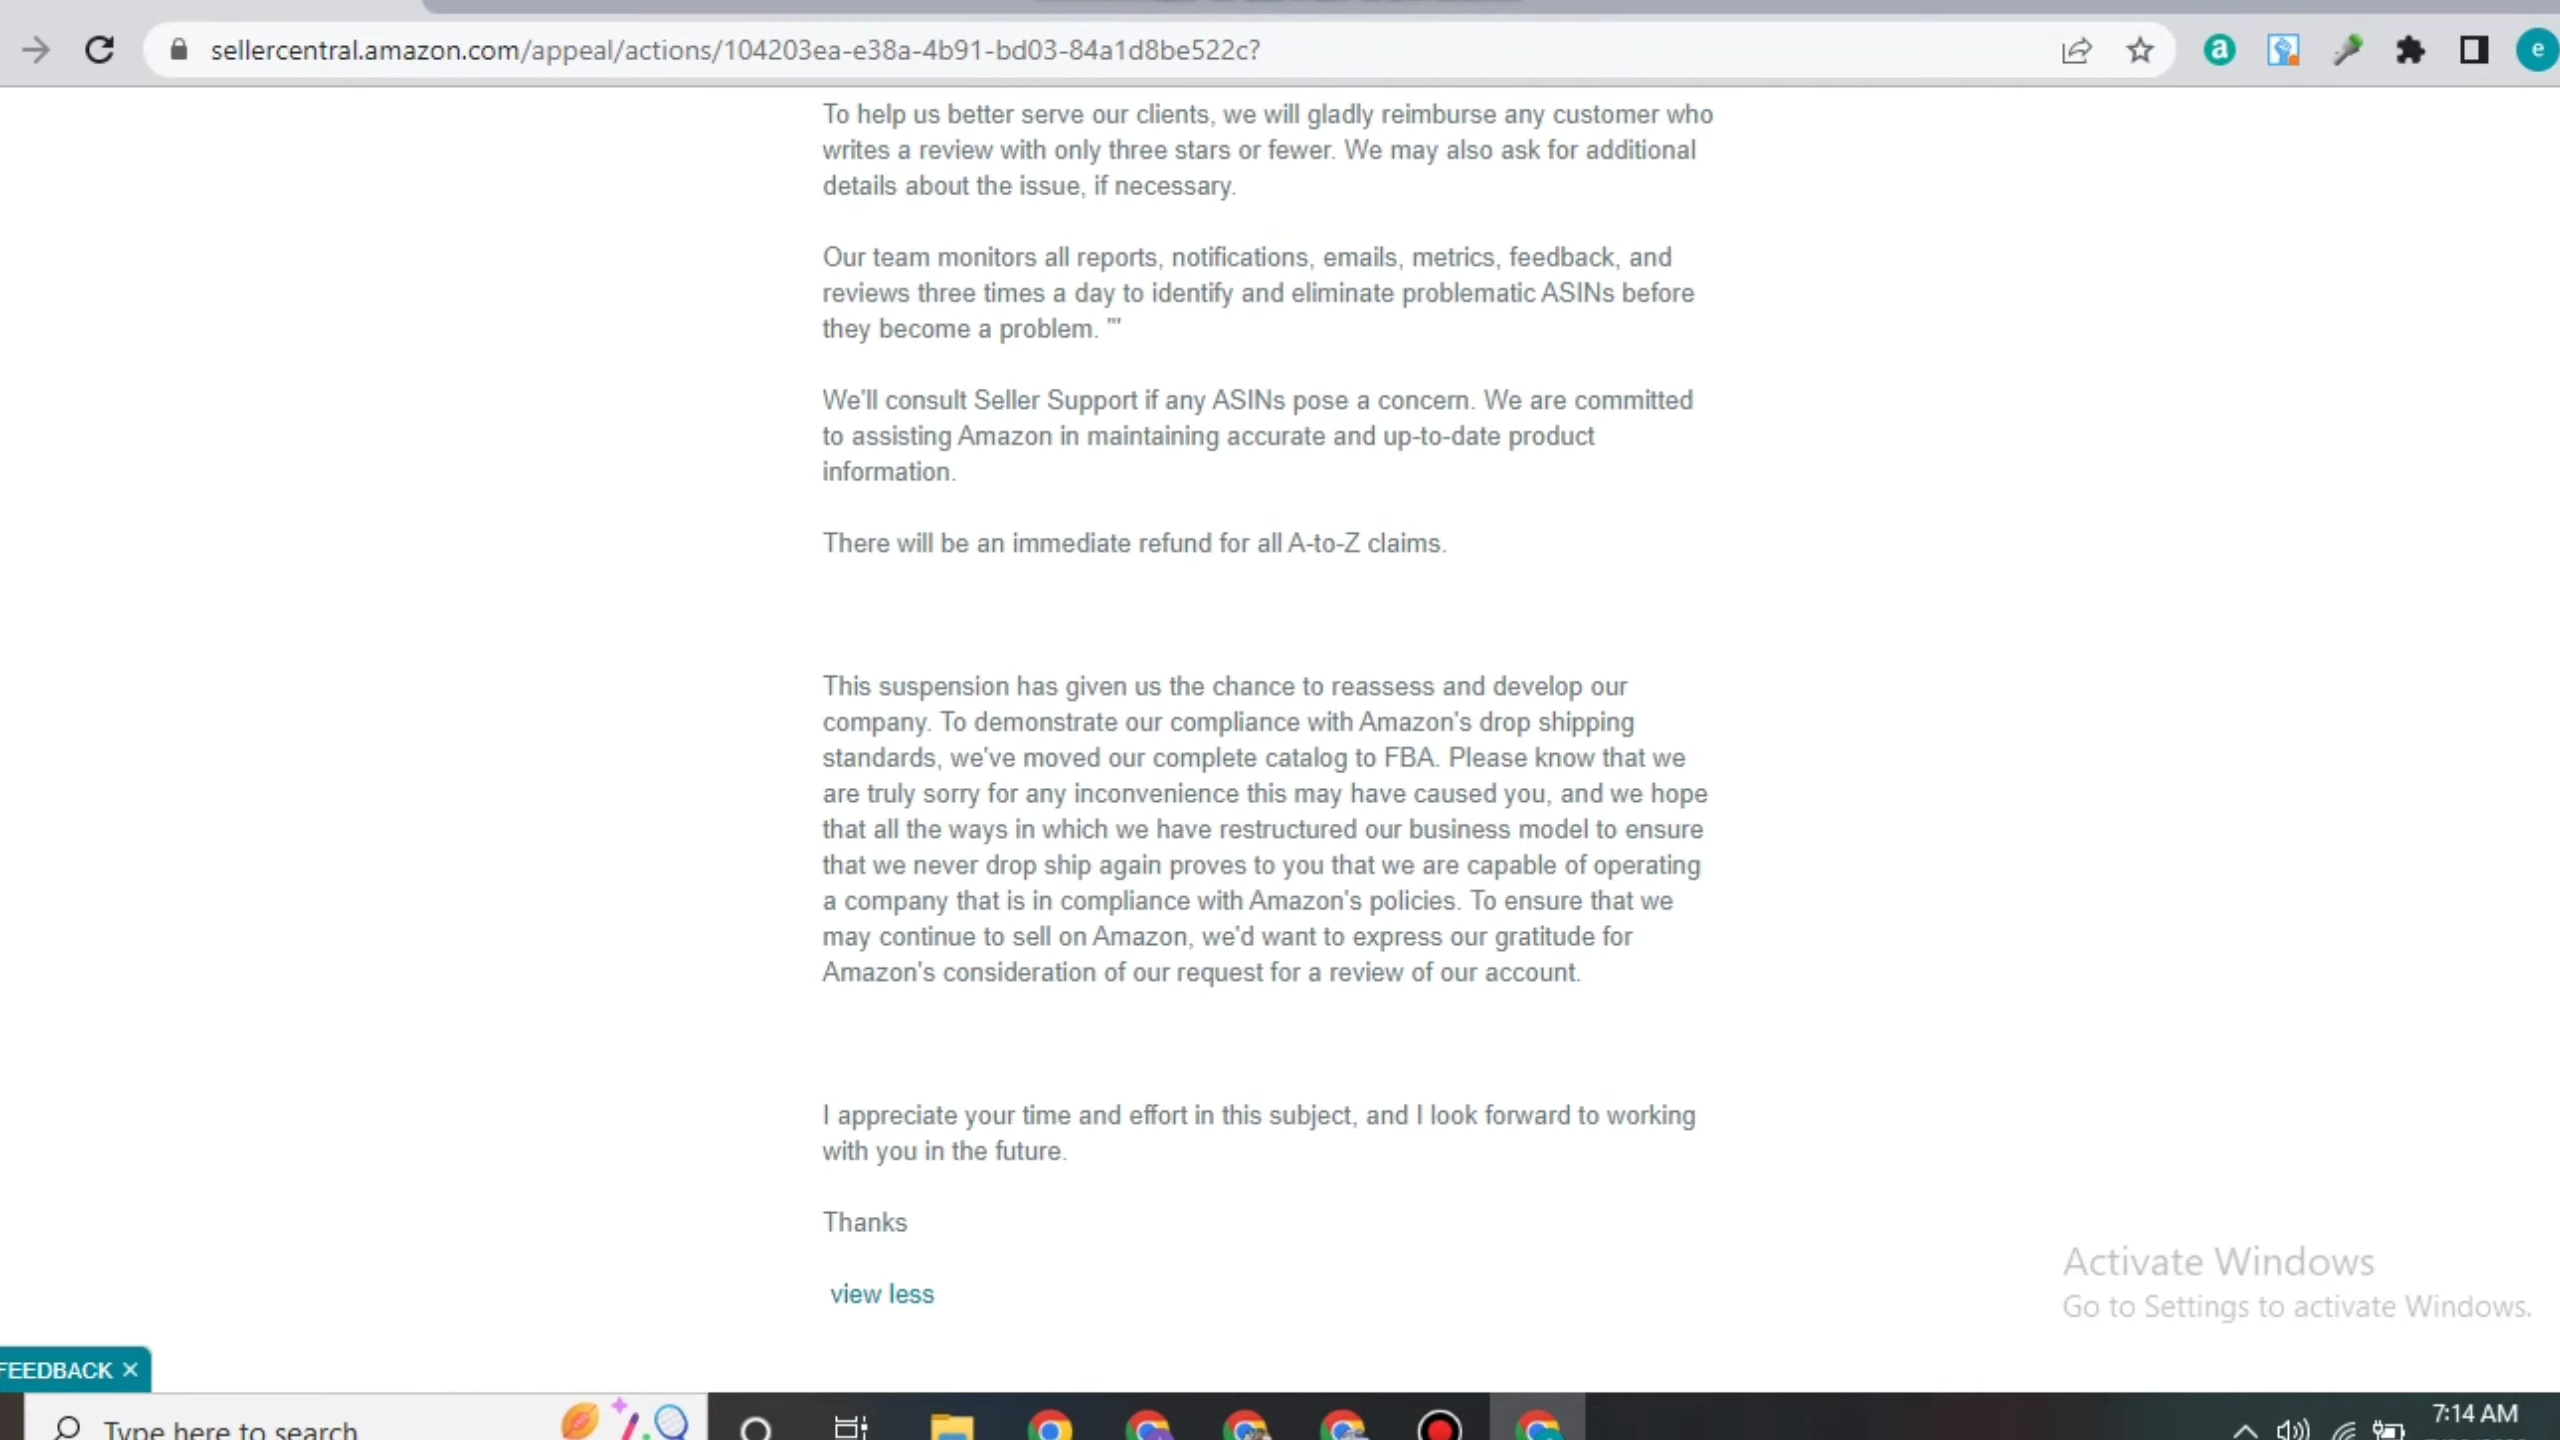 sellercentral.amazon.com/appeal/actions/104203ea-e38a-4b91-bd03-84a1d8be522c?
a
e
To help us better serve our clients, we will gladly reimburse any customer who
writes a review with only three stars or fewer. We may also ask for additional
details about the issue, if necessary.
Our team monitors all reports, notifications, emails, metrics, feedback, and
reviews three times a day to identify and eliminate problematic ASINs before
they become a problem. '"
We'll consult Seller Support if any ASINs pose a concern. We are committed
to assisting Amazon in maintaining accurate and up-to-date product
information.
There will be an immediate refund for all A-to-Z claims.
This suspension has given us the chance to reassess and develop our
company. To demonstrate our compliance with Amazon's drop shipping
standards, we've moved our complete catalog to FBA. Please know that we
are truly sorry for any inconvenience this may have caused you, and we hope
that all the ways in which we have restructured our business model to ensure
that we never drop ship again proves to you that we are capable of operating
a company that is in compliance with Amazon's policies. To ensure that we
may continue to sell on Amazon, we'd want to express our gratitude for
Amazon's consideration of our request for a review of our account.
I appreciate your time and effort in this subject, and I look forward to working
with you in the future.
Thanks
view less
Activate Windows
Go to Settings to activate Windows.
FEEDBACK ×
Type here to search
7:14 AM